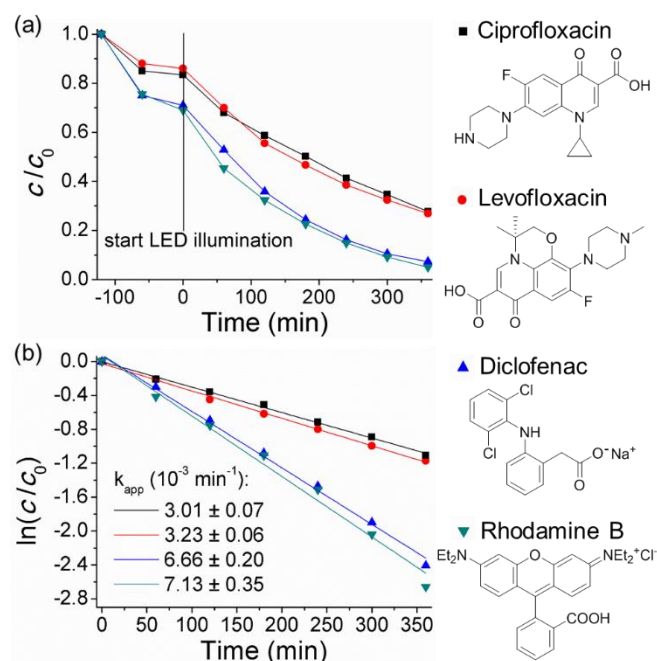 (a)
1.0
0.8
0.6
0.4
0.2
0.0
c/c0
start LED illumination
-100 0 100 200 300
Time (min)
(b)
0.0
-0.4
-0.8
-1.2
-1.6
-2.0
-2.4
-2.8
ln(c/c0)
kapp (10-3 min-1):
3.01 ± 0.07
3.23 ± 0.06
6.66 ± 0.20
7.13 ± 0.35
0 50 100 150 200 250 300 350
Time (min)
Ciprofloxacin
O O
F
OH
N N
HN
Levofloxacin
O
N N
HO
F
O O
Diclofenac
Cl
NH
Cl
O-Na+
O
Rhodamine B
Et2N O NEt2+Cl-
COOH